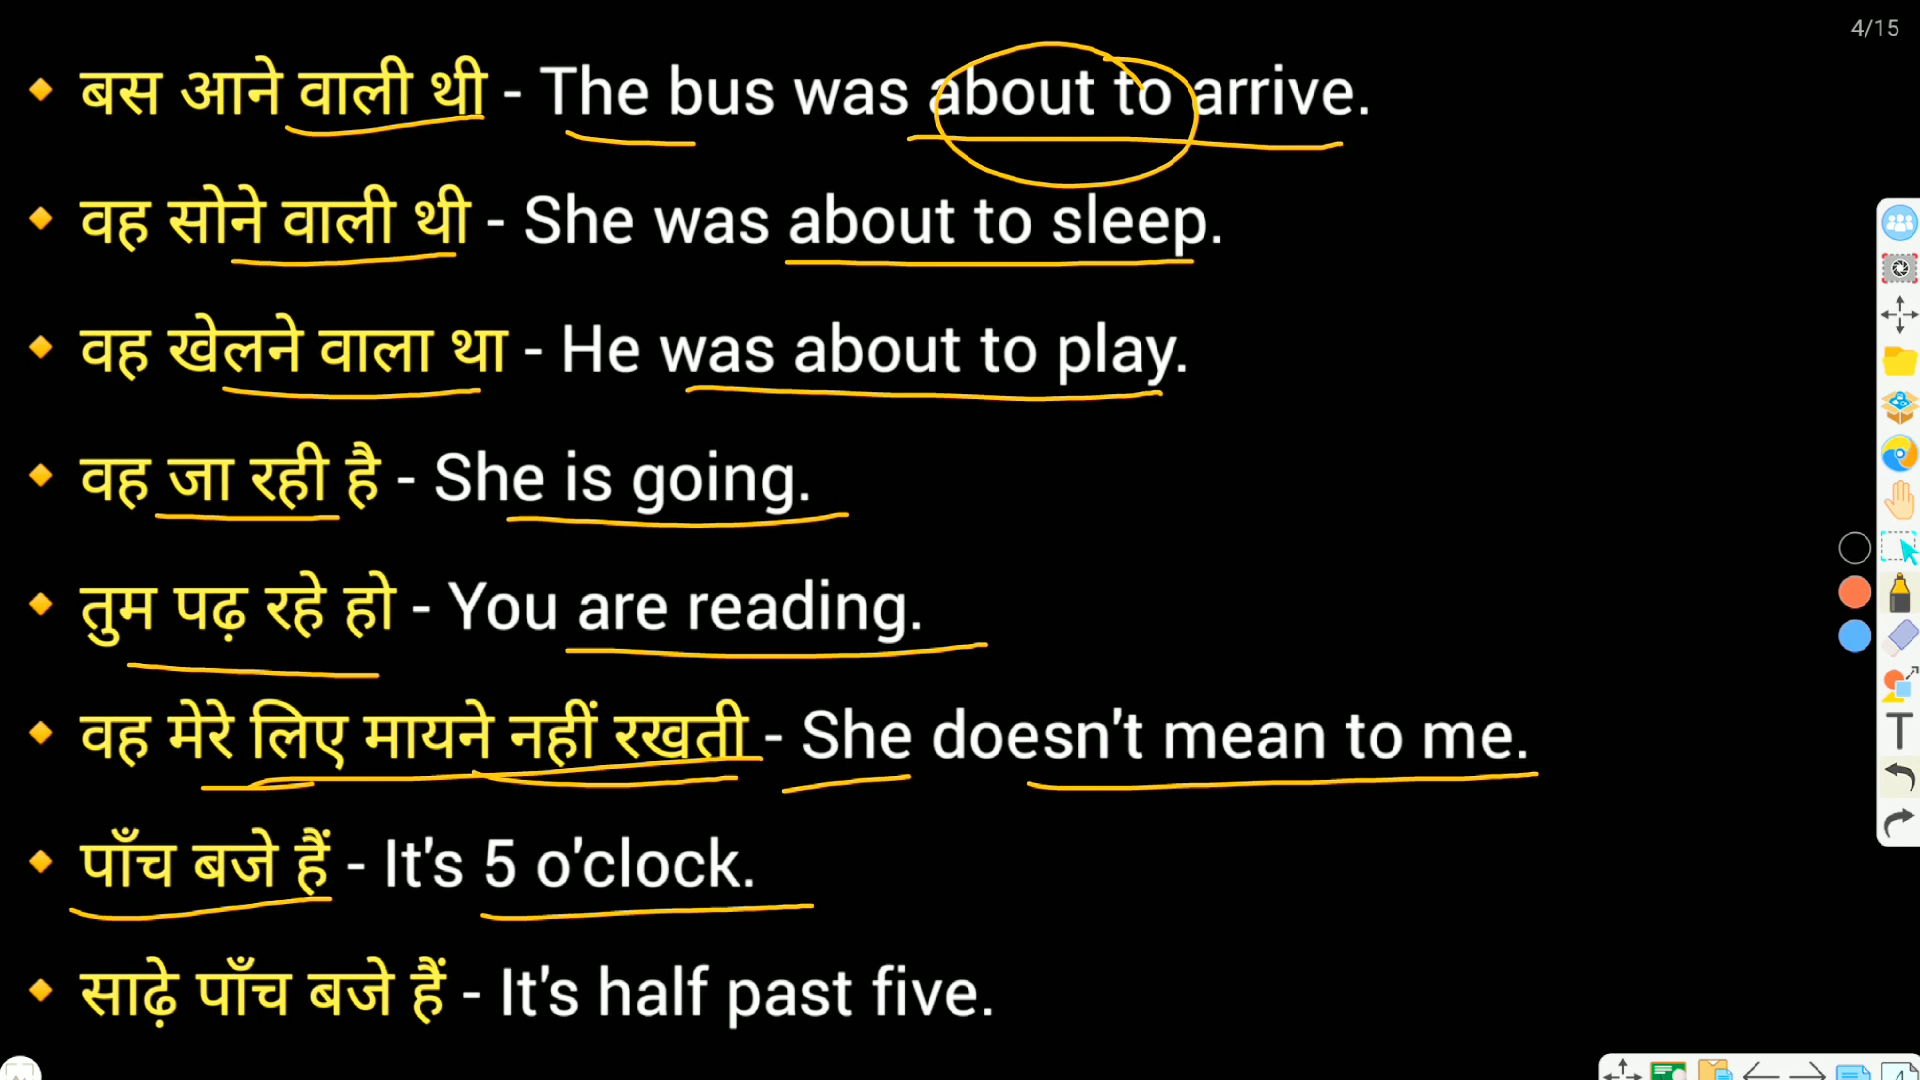 4/15
बस आने वाली थी - The bus was about to arrive.
वह सोने वाली थी - She was about to sleep.
वह खेलने वाला था - He was about to play.
वह जा रही है - She is going.
तुम पढ़ रहे हो - You are reading.
वह मेरे लिए मायने नहीं रखती - She doesn't mean to me.
पाँच बजे हैं - It's 5 o'clock.
साढ़े पाँच बजे हैं - It's half past five.